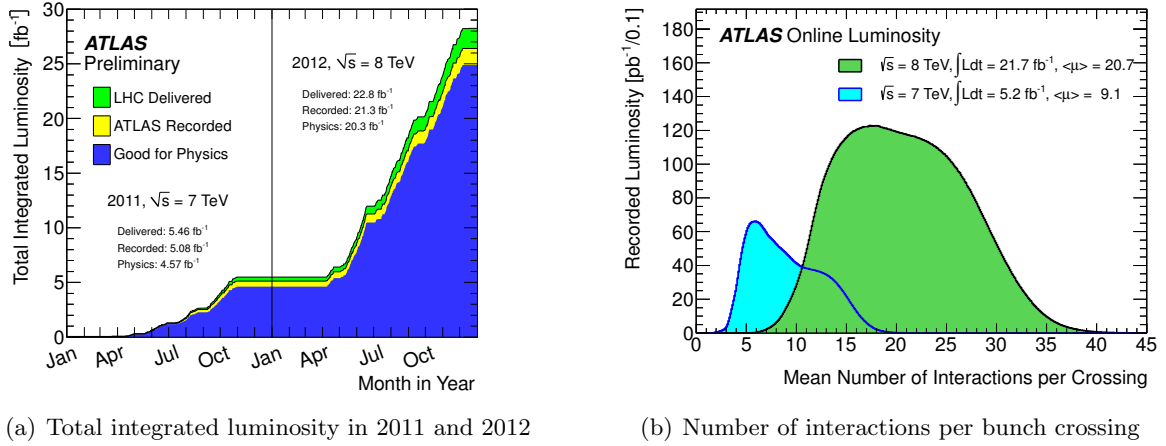 Total Integrated Luminosity [fb⁻¹]
30
25
20
15
10
5
0
ATLAS
Preliminary
LHC Delivered
ATLAS Recorded
Good for Physics
2012, √s = 8 TeV
Delivered: 22.8 fb⁻¹
Recorded: 21.3 fb⁻¹
Physics: 20.3 fb⁻¹
2011, √s = 7 TeV
Delivered: 5.46 fb⁻¹
Recorded: 5.08 fb⁻¹
Physics: 4.57 fb⁻¹
Jan Apr Jul Oct Jan Apr Jul Oct
Month in Year
(a) Total integrated luminosity in 2011 and 2012
Recorded Luminosity [pb⁻¹/0.1]
180
160
140
120
100
80
60
40
20
0
ATLAS Online Luminosity
√s = 8 TeV, ∫Ldt = 21.7 fb⁻¹, <μ> = 20.7
√s = 7 TeV, ∫Ldt = 5.2 fb⁻¹, <μ> = 9.1
0 5 10 15 20 25 30 35 40 45
Mean Number of Interactions per Crossing
(b) Number of interactions per bunch crossing